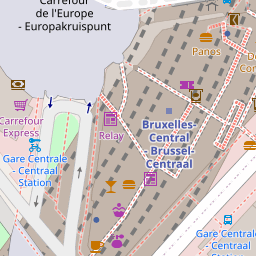 Carrefour
de l'Europe
- Europakruispunt
Panos
Carrefour
Express
Relay
Bruxelles-
Central
- Brussel-
Centraal
Gare Centrale
- Centraal
Station
Gare Centrale
- Centraal
Station